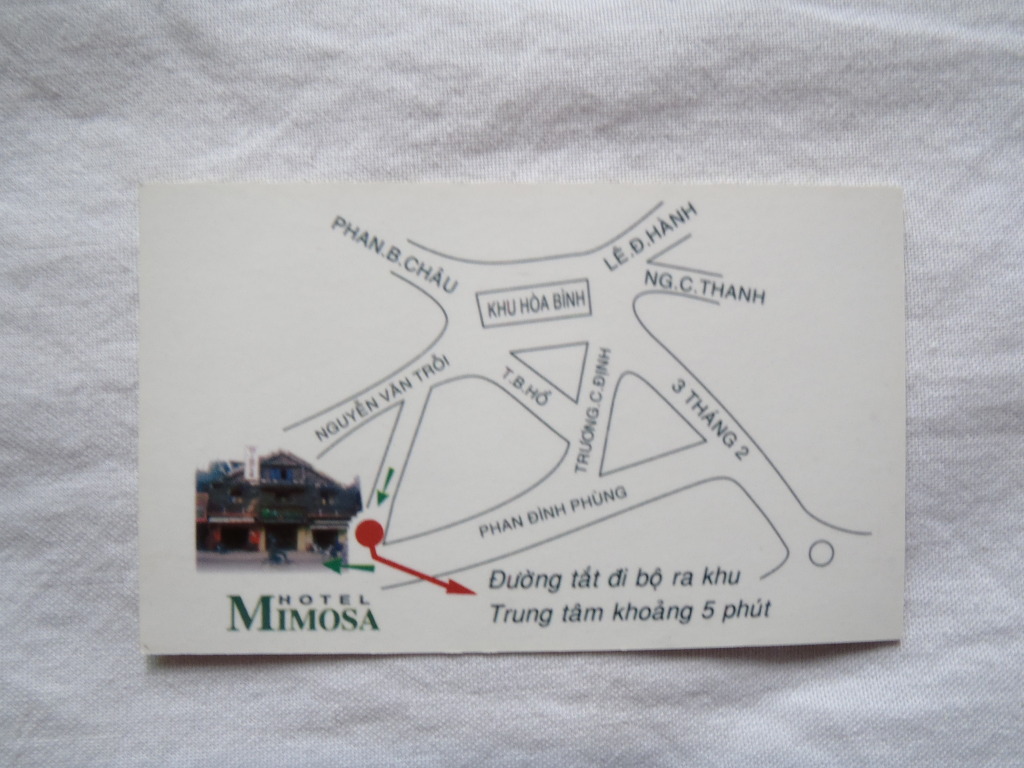 PHAN.B.CHÂU
LÊ.Đ.HÀNH
NG.C.THANH
KHU HÒA BÌNH
NGUYỄN VĂN TRỖI
T.B.HỔ
TRƯƠNG.C.ĐỊNH
3 THÁNG 2
PHAN ĐÌNH PHÙNG
Đường tắt đi bộ ra khu
Trung tâm khoảng 5 phút
HOTEL
MIMOSA